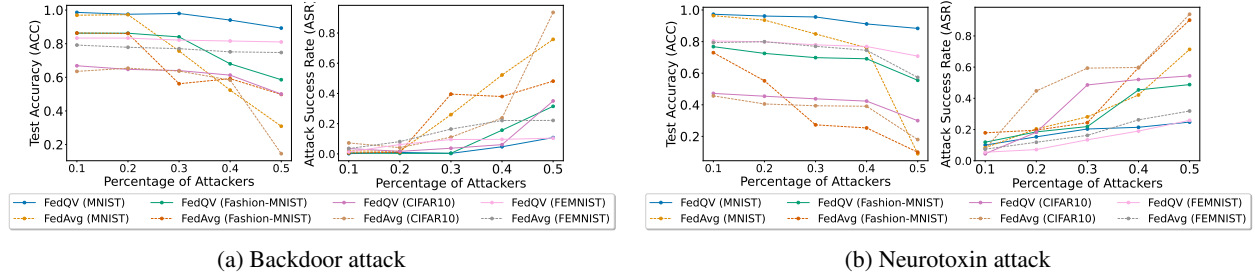 Test Accuracy (ACC)
1.0
0.8
0.6
0.4
0.2
0.1 0.2 0.3 0.4 0.5
Percentage of Attackers
Attack Success Rate (ASR)
0.8
0.6
0.4
0.2
0.0
0.1 0.2 0.3 0.4 0.5
Percentage of Attackers
FedQV (MNIST) FedQV (Fashion-MNIST) FedQV (CIFAR10) FedQV (FEMNIST)
FedAvg (MNIST) FedAvg (Fashion-MNIST) FedAvg (CIFAR10) FedAvg (FEMNIST)
(a) Backdoor attack
Test Accuracy (ACC)
1.0
0.8
0.6
0.4
0.2
0.1 0.2 0.3 0.4 0.5
Percentage of Attackers
Attack Success Rate (ASR)
0.8
0.6
0.4
0.2
0.0
0.1 0.2 0.3 0.4 0.5
Percentage of Attackers
FedQV (MNIST) FedQV (Fashion-MNIST) FedQV (CIFAR10) FedQV (FEMNIST)
FedAvg (MNIST) FedAvg (Fashion-MNIST) FedAvg (CIFAR10) FedAvg (FEMNIST)
(b) Neurotoxin attack